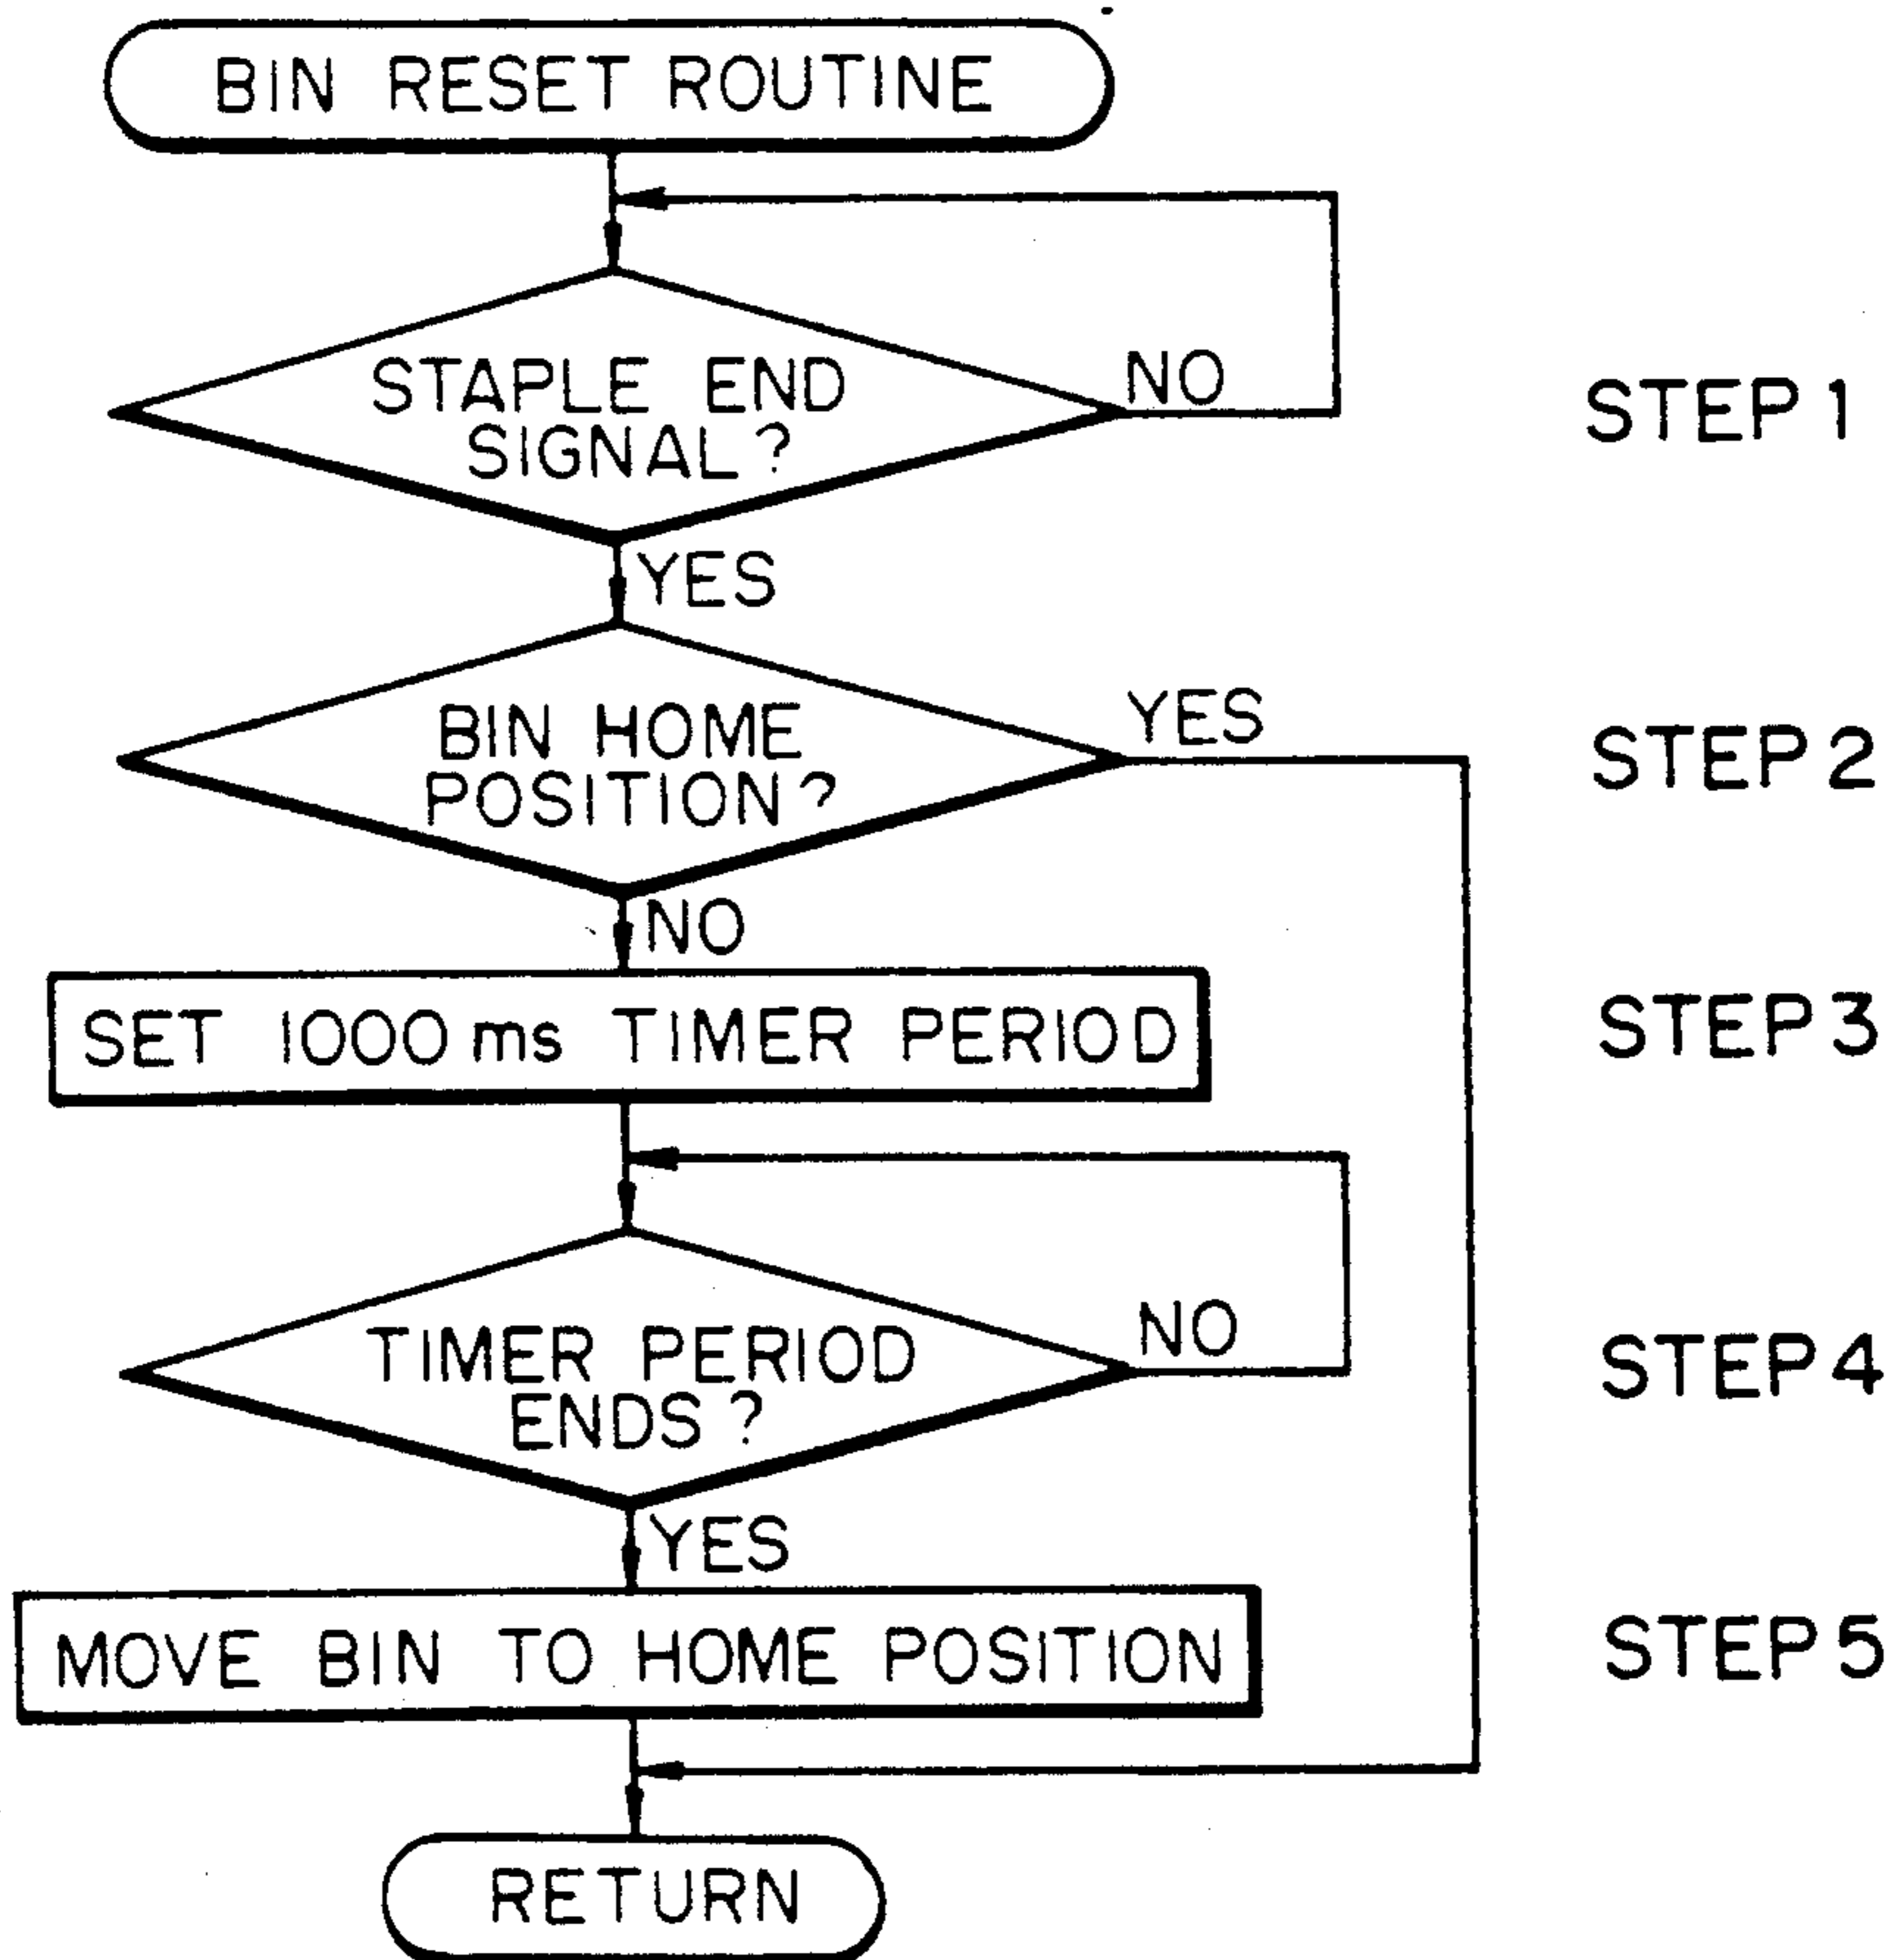 BIN RESET ROUTINE
STAPLE END
SIGNAL?
NO
STEP 1
YES
BIN HOME
POSITION?
YES
STEP 2
NO
SET 1000 ms TIMER PERIOD
STEP 3
TIMER PERIOD
ENDS?
NO
STEP 4
YES
MOVE BIN TO HOME POSITION
STEP 5
RETURN